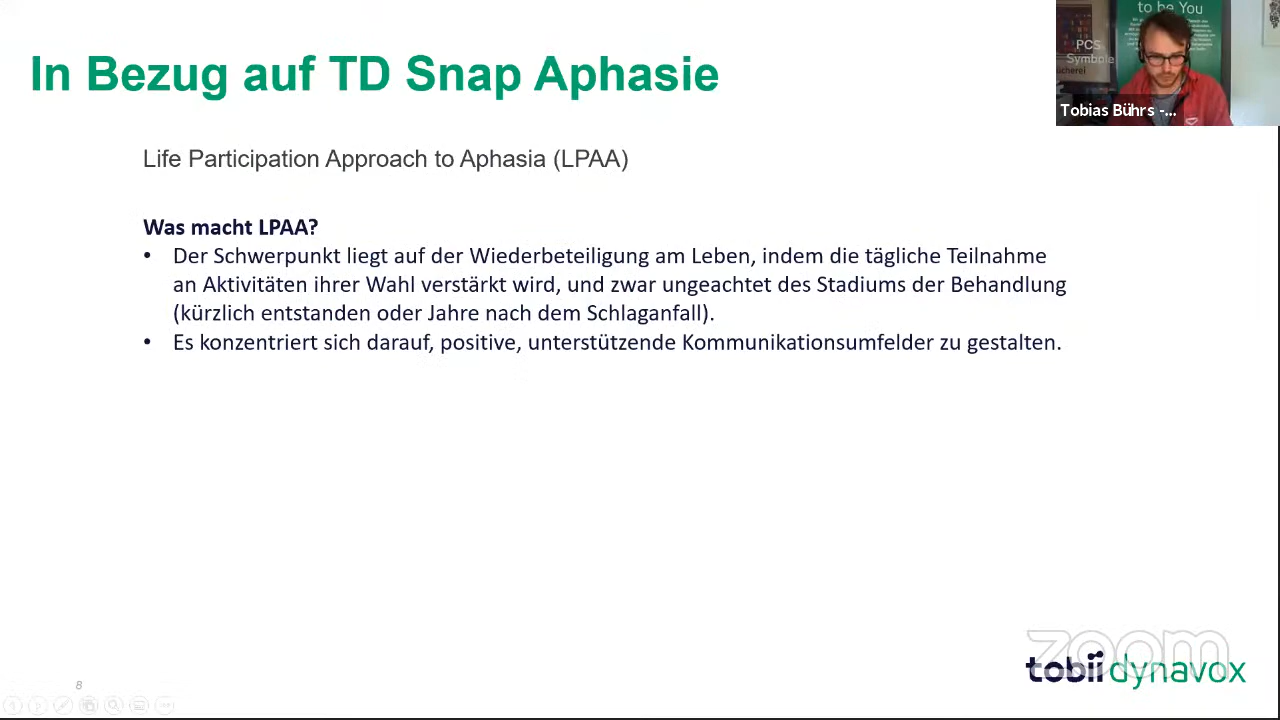 In Bezug auf TD Snap Aphasie
to be You
PCS
Symbole
Tobias Bührs -...
Life Participation Approach to Aphasia (LPAA)
Was macht LPAA?
• Der Schwerpunkt liegt auf der Wiederbeteiligung am Leben, indem die tägliche Teilnahme
an Aktivitäten ihrer Wahl verstärkt wird, und zwar ungeachtet des Stadiums der Behandlung
(kürzlich entstanden oder Jahre nach dem Schlaganfall).
• Es konzentriert sich darauf, positive, unterstützende Kommunikationsumfelder zu gestalten.
zoom
tobii dynavox
8